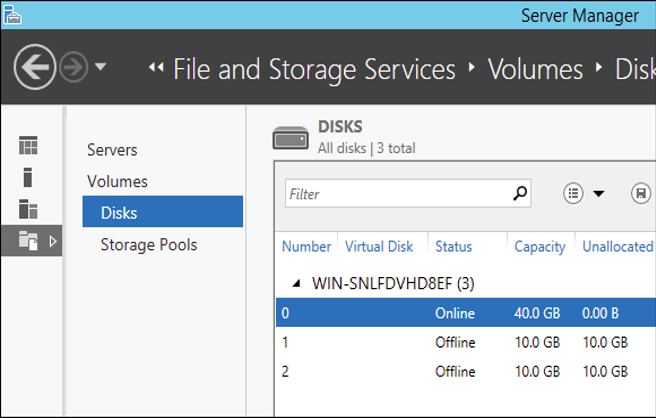 Server Manager
File and Storage Services Volumes Dis
Servers
Volumes
Disks
Storage Pools
DISKS
All disks | 3 total
Filter
Number Virtual Disk Status Capacity Unallocated
WIN-SNLFDVHD8EF (3)
0 Online 40.0 GB 0.00 B
1 Offline 10.0 GB 10.0 GB
2 Offline 10.0 GB 10.0 GB